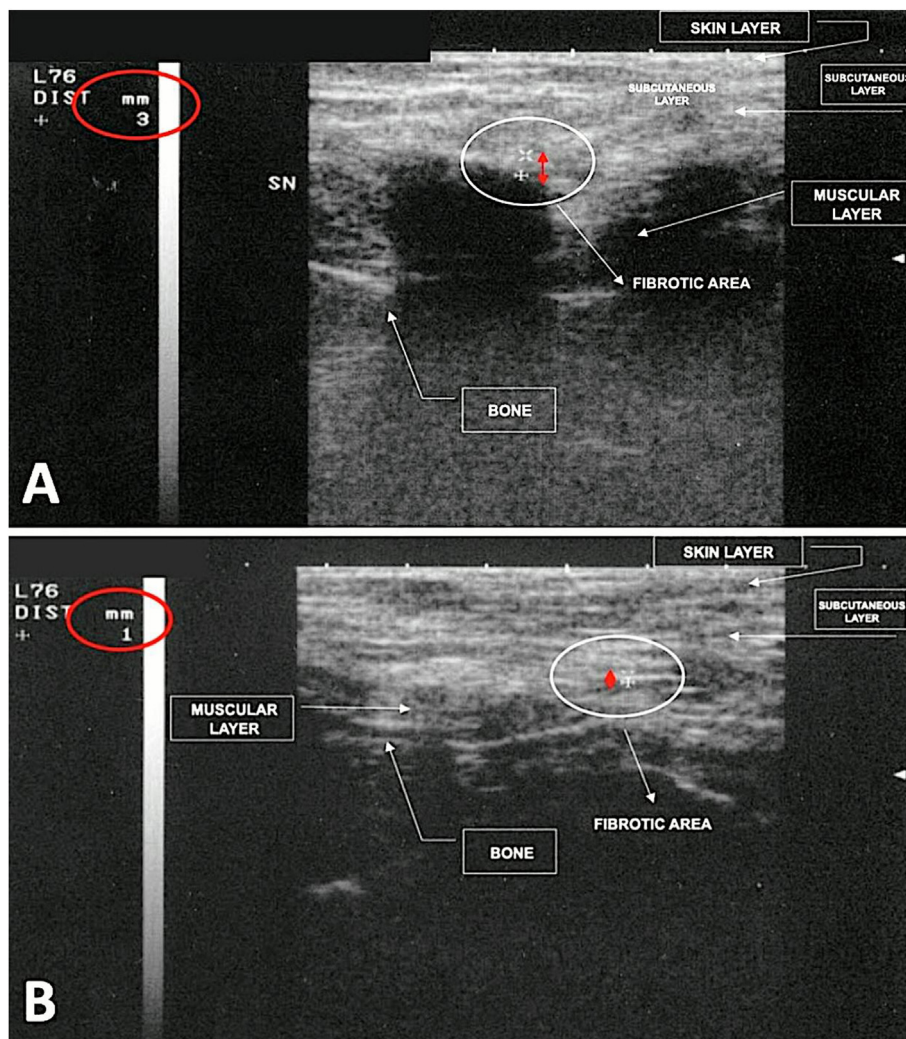 SKIN LAYER
L76
DIST mm
3
SUBCUTANEOUS
LAYER
SUBCUTANEOUS
LAYER
SN
MUSCULAR
LAYER
FIBROTIC AREA
BONE
A
SKIN LAYER
L76
DIST mm
1
SUBCUTANEOUS
LAYER
MUSCULAR
LAYER
FIBROTIC AREA
BONE
B